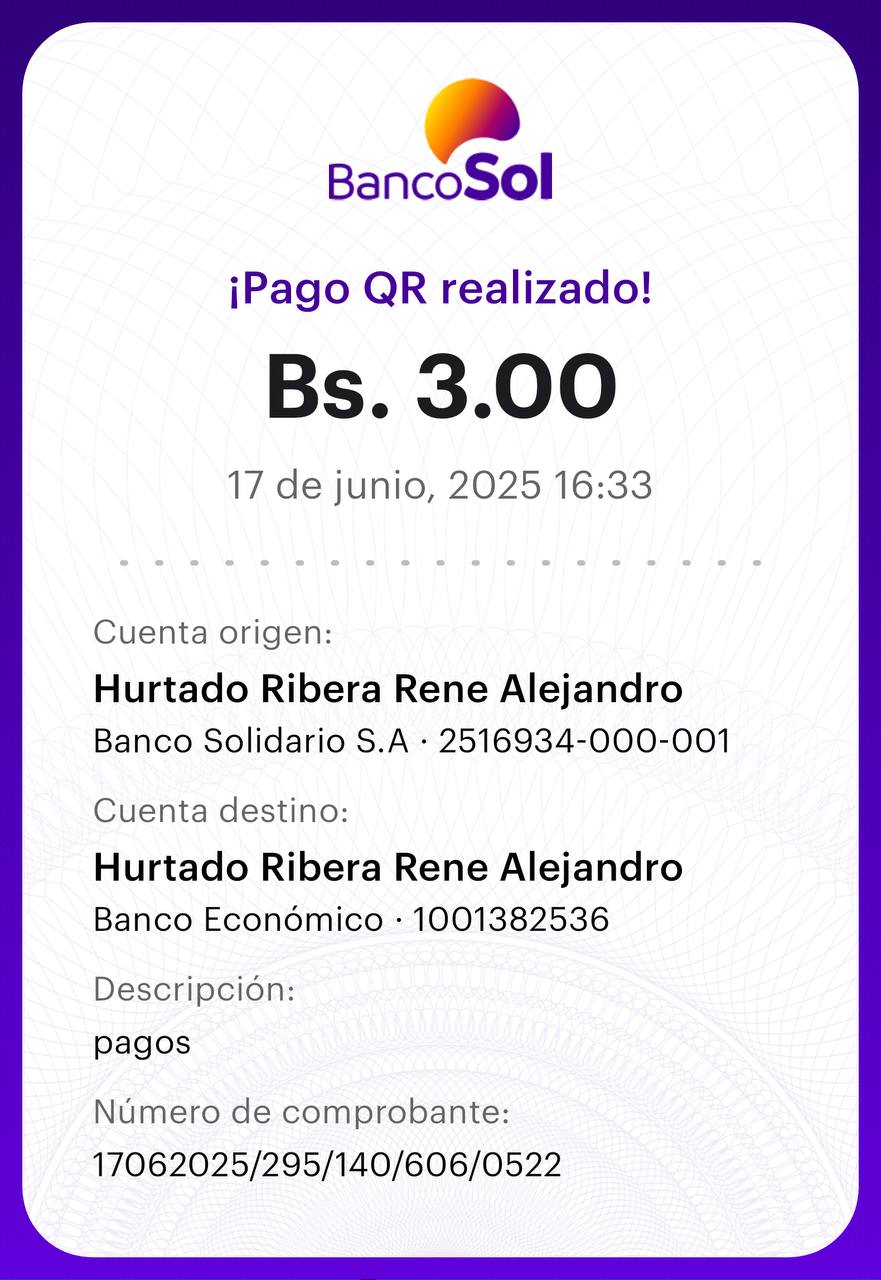 BancoSol
¡Pago QR realizado!
Bs. 3.00
17 de junio, 2025 16:33
Cuenta origen:
Hurtado Ribera Rene Alejandro
Banco Solidario S.A · 2516934-000-001
Cuenta destino:
Hurtado Ribera Rene Alejandro
Banco Económico · 1001382536
Descripción:
pagos
Número de comprobante:
17062025/295/140/606/0522